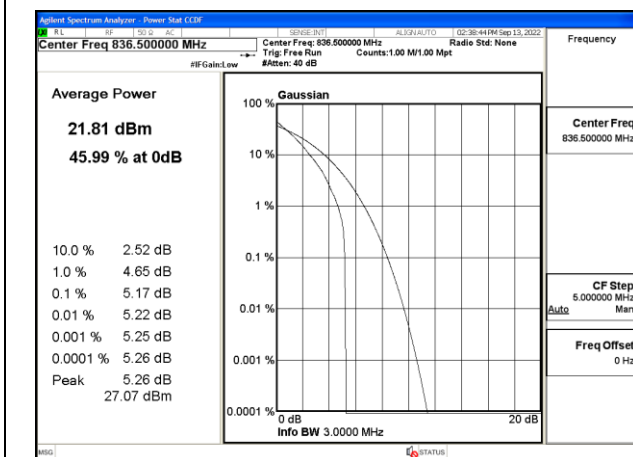 Agilent Spectrum Analyzer - Power Stat CCDF
RL RF 50 Ω AC SENSE:INT ALIGN AUTO 02:38:44 PM Sep 13, 2022
Center Freq 836.500000 MHz
Center Freq: 836.500000 MHz Radio Std: None
Trig: Free Run Counts:1.00 M/1.00 Mpt
#IFGain:Low #Atten: 40 dB
Frequency
Average Power
21.81 dBm
45.99 % at 0dB
10.0 % 2.52 dB
1.0 % 4.65 dB
0.1 % 5.17 dB
0.01 % 5.22 dB
0.001 % 5.25 dB
0.0001 % 5.26 dB
Peak 5.26 dB
27.07 dBm
Gaussian
100 %
10 %
1 %
0.1 %
0.01 %
0.001 %
0.0001 %
0 dB 20 dB
Info BW 3.0000 MHz
Center Freq
836.500000 MHz
CF Step
5.000000 MHz
Auto Man
Freq Offset
0 Hz
MSG STATUS